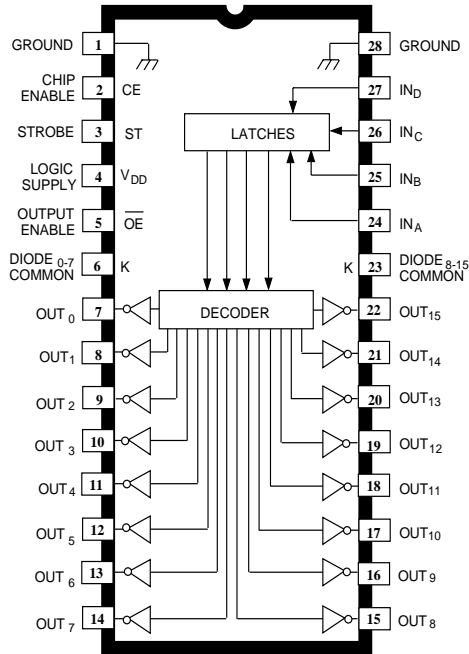 GROUND 1
CHIP ENABLE 2 CE
STROBE 3 ST
LOGIC SUPPLY 4 VDD
OUTPUT ENABLE 5 OE
DIODE 0-7 COMMON 6 K
OUT 0 7
OUT1 8
OUT 2 9
OUT 3 10
OUT 4 11
OUT 5 12
OUT 6 13
OUT 7 14
LATCHES
DECODER
28 GROUND
27 IND
26 INC
25 INB
24 INA
K 23 DIODE 8-15 COMMON
22 OUT15
21 OUT14
20 OUT13
19 OUT12
18 OUT11
17 OUT10
16 OUT 9
15 OUT 8